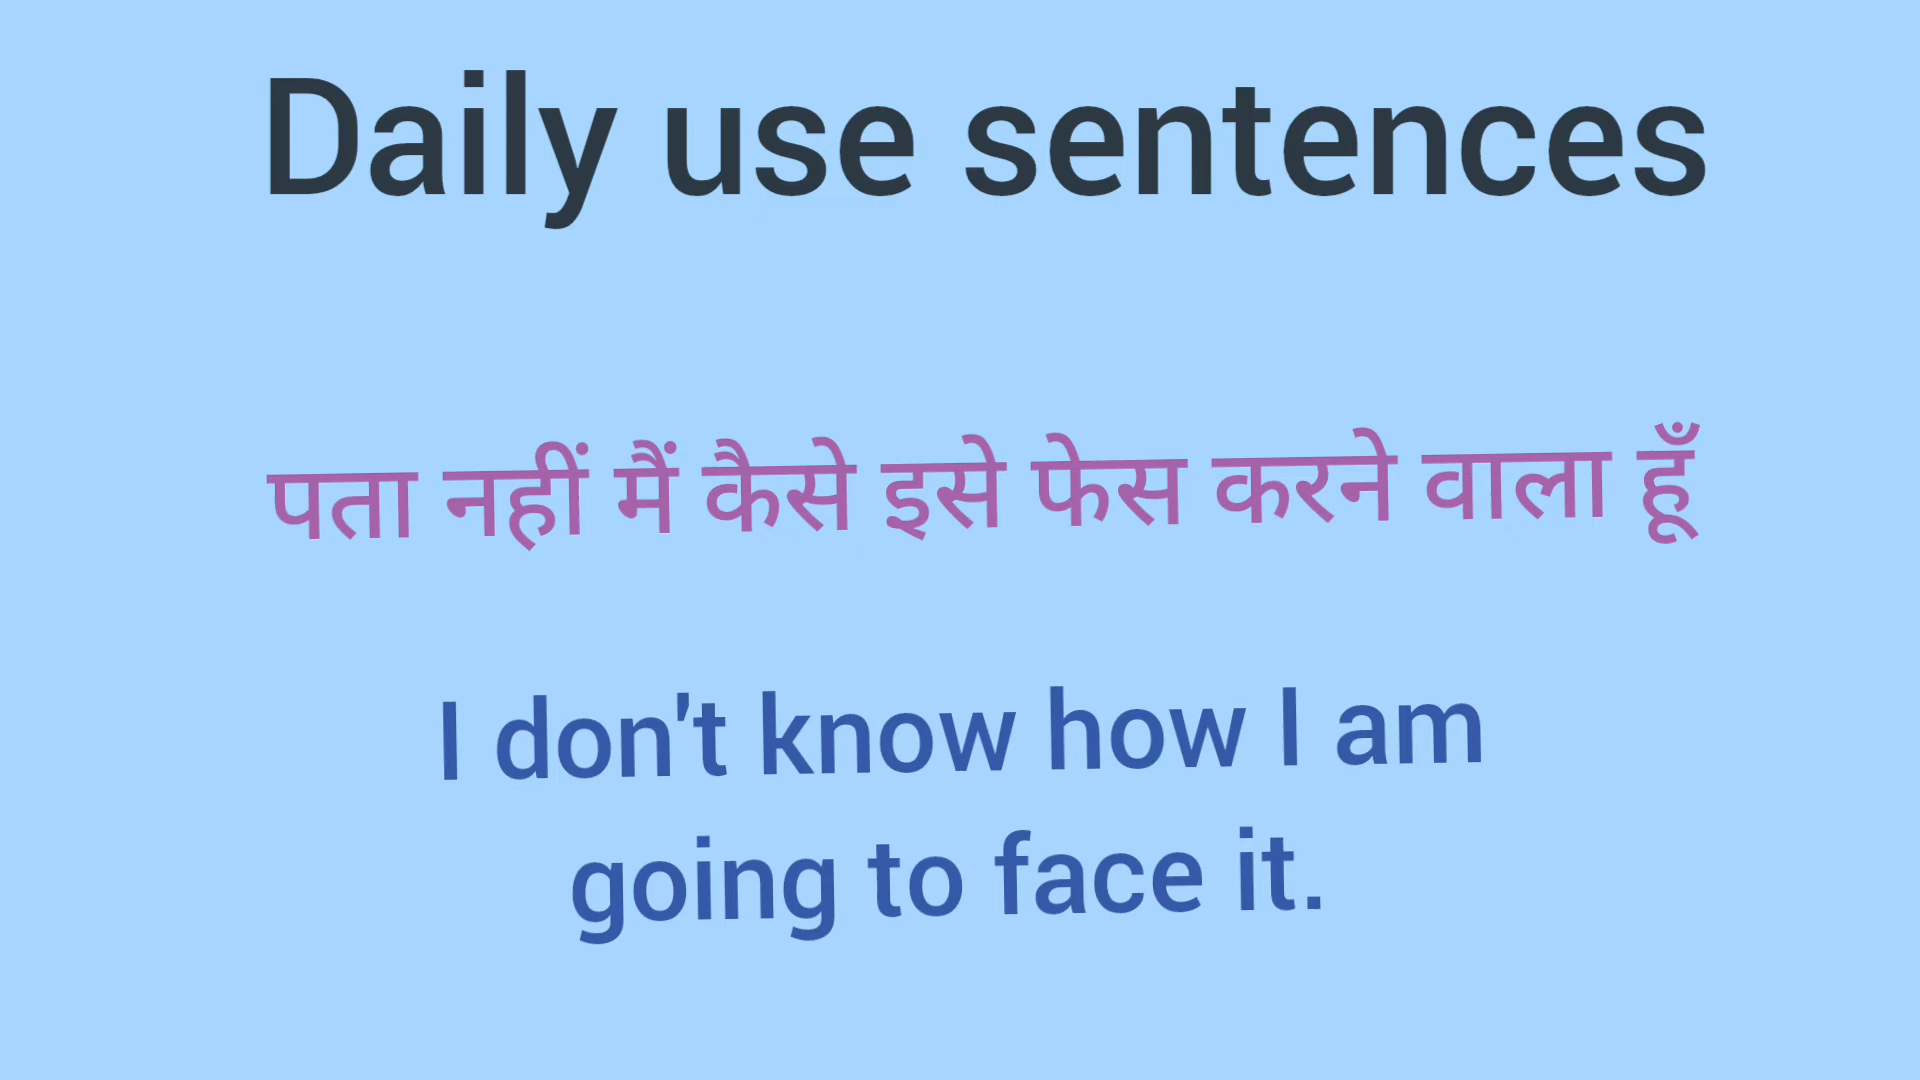 Daily use sentences
पता नहीं मैं कैसे इसे फेस करने वाला हूँ
I don't know how I am
going to face it.